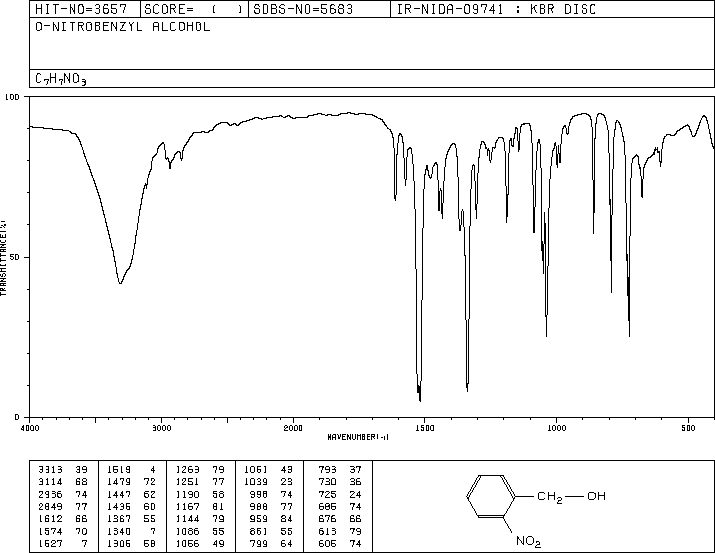 HIT-NO=3657 SCORE= ( ) SDBS-NO=5683 IR-NIDA-09741 : KBR DISC
O-NITROBENZYL ALCOHOL
C7H7NO3
100
50
0
TRANSMITTANCE(%)
4000 3000 2000 1500 1000 500
WAVENUMBER(-1)
3313 39 1519 4 1263 79 1061 43 793 37
3114 68 1479 72 1251 77 1039 23 730 36
2936 74 1447 62 1190 58 998 74 725 24
2849 77 1436 60 1167 81 988 77 686 74
1612 66 1367 55 1144 79 959 84 676 66
1574 70 1340 7 1086 55 861 55 613 79
1527 7 1306 58 1056 49 799 64 606 74
CH2 OH
NO2